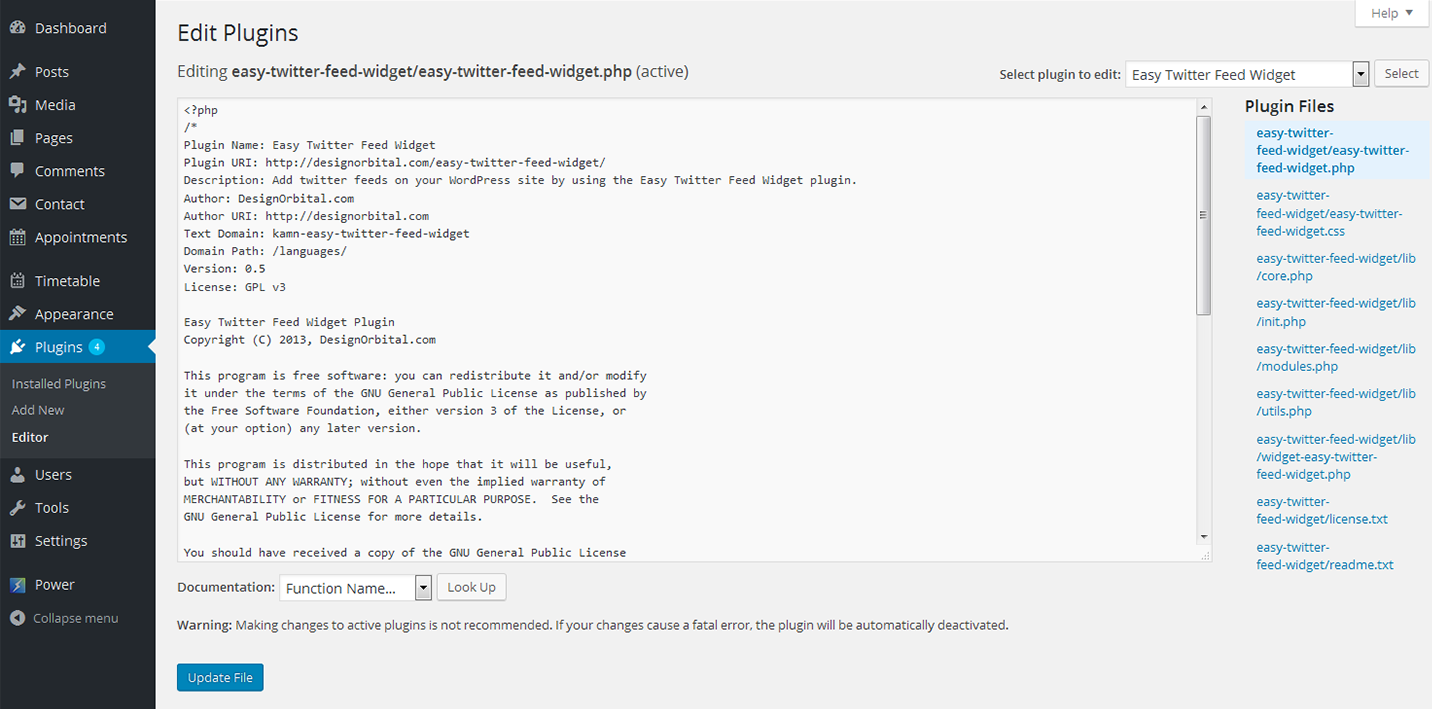 Dashboard
Posts
Media
Pages
Comments
Contact
Appointments
Timetable
Appearance
Plugins 4
Installed Plugins
Add New
Editor
Users
Tools
Settings
Power
Collapse menu
Help
Edit Plugins
Editing easy-twitter-feed-widget/easy-twitter-feed-widget.php (active)
Select plugin to edit: Easy Twitter Feed Widget Select
<?php
/*
Plugin Name: Easy Twitter Feed Widget
Plugin URI: http://designorbital.com/easy-twitter-feed-widget/
Description: Add twitter feeds on your WordPress site by using the Easy Twitter Feed Widget plugin.
Author: DesignOrbital.com
Author URI: http://designorbital.com
Text Domain: kamn-easy-twitter-feed-widget
Domain Path: /languages/
Version: 0.5
License: GPL v3
Easy Twitter Feed Widget Plugin
Copyright (C) 2013, DesignOrbital.com
This program is free software: you can redistribute it and/or modify
it under the terms of the GNU General Public License as published by
the Free Software Foundation, either version 3 of the License, or
(at your option) any later version.
This program is distributed in the hope that it will be useful,
but WITHOUT ANY WARRANTY; without even the implied warranty of
MERCHANTABILITY or FITNESS FOR A PARTICULAR PURPOSE.  See the
GNU General Public License for more details.
You should have received a copy of the GNU General Public License
Plugin Files
easy-twitter-
feed-widget/easy-twitter-
feed-widget.php
easy-twitter-
feed-widget/easy-twitter-
feed-widget.css
easy-twitter-feed-widget/lib
/core.php
easy-twitter-feed-widget/lib
/init.php
easy-twitter-feed-widget/lib
/modules.php
easy-twitter-feed-widget/lib
/utils.php
easy-twitter-feed-widget/lib
/widget-easy-twitter-
feed-widget.php
easy-twitter-
feed-widget/license.txt
easy-twitter-
feed-widget/readme.txt
Documentation: Function Name... Look Up
Warning: Making changes to active plugins is not recommended. If your changes cause a fatal error, the plugin will be automatically deactivated.
Update File